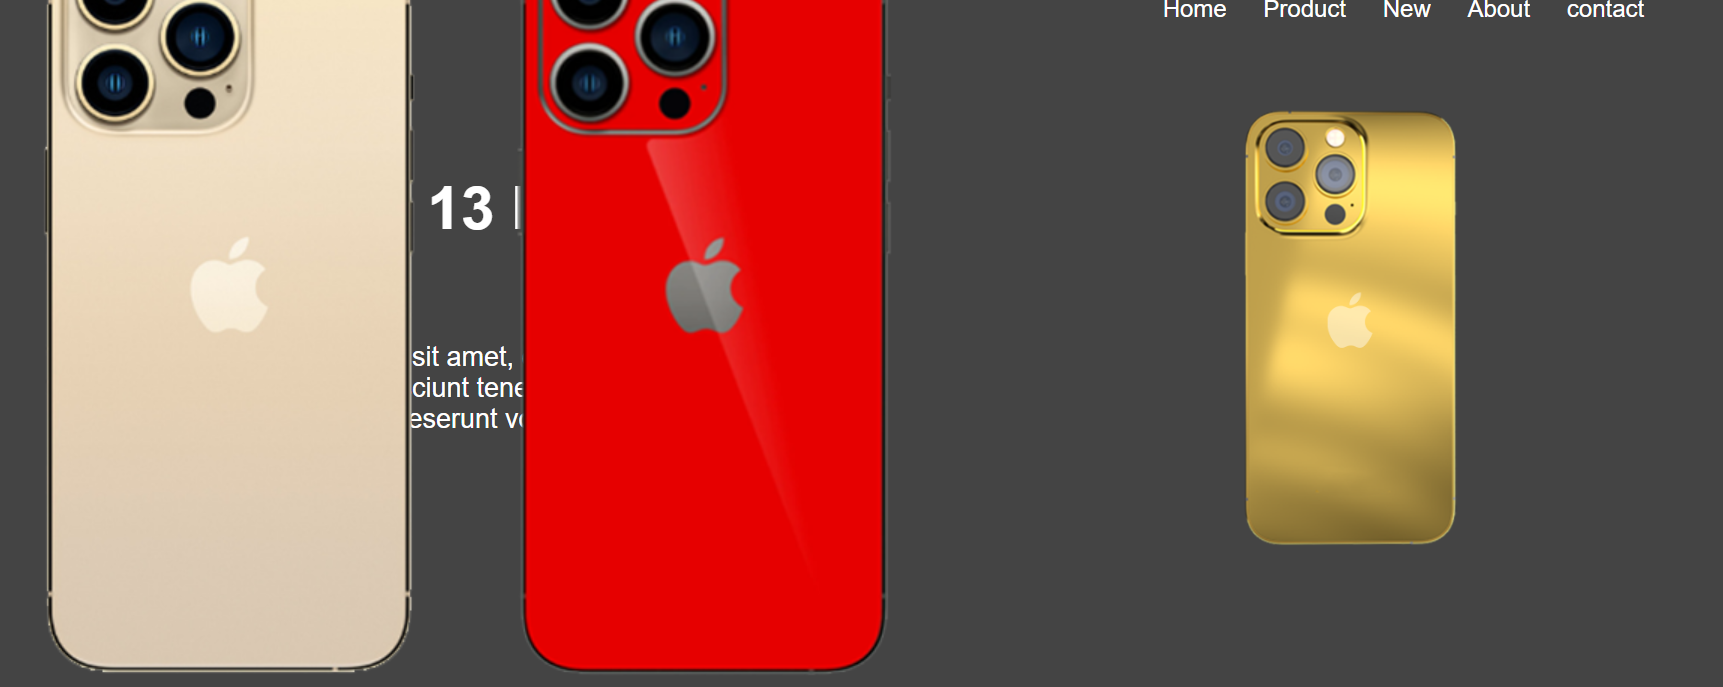 Home Product New About contact
13
sit amet,
ciunt tene
eserunt v